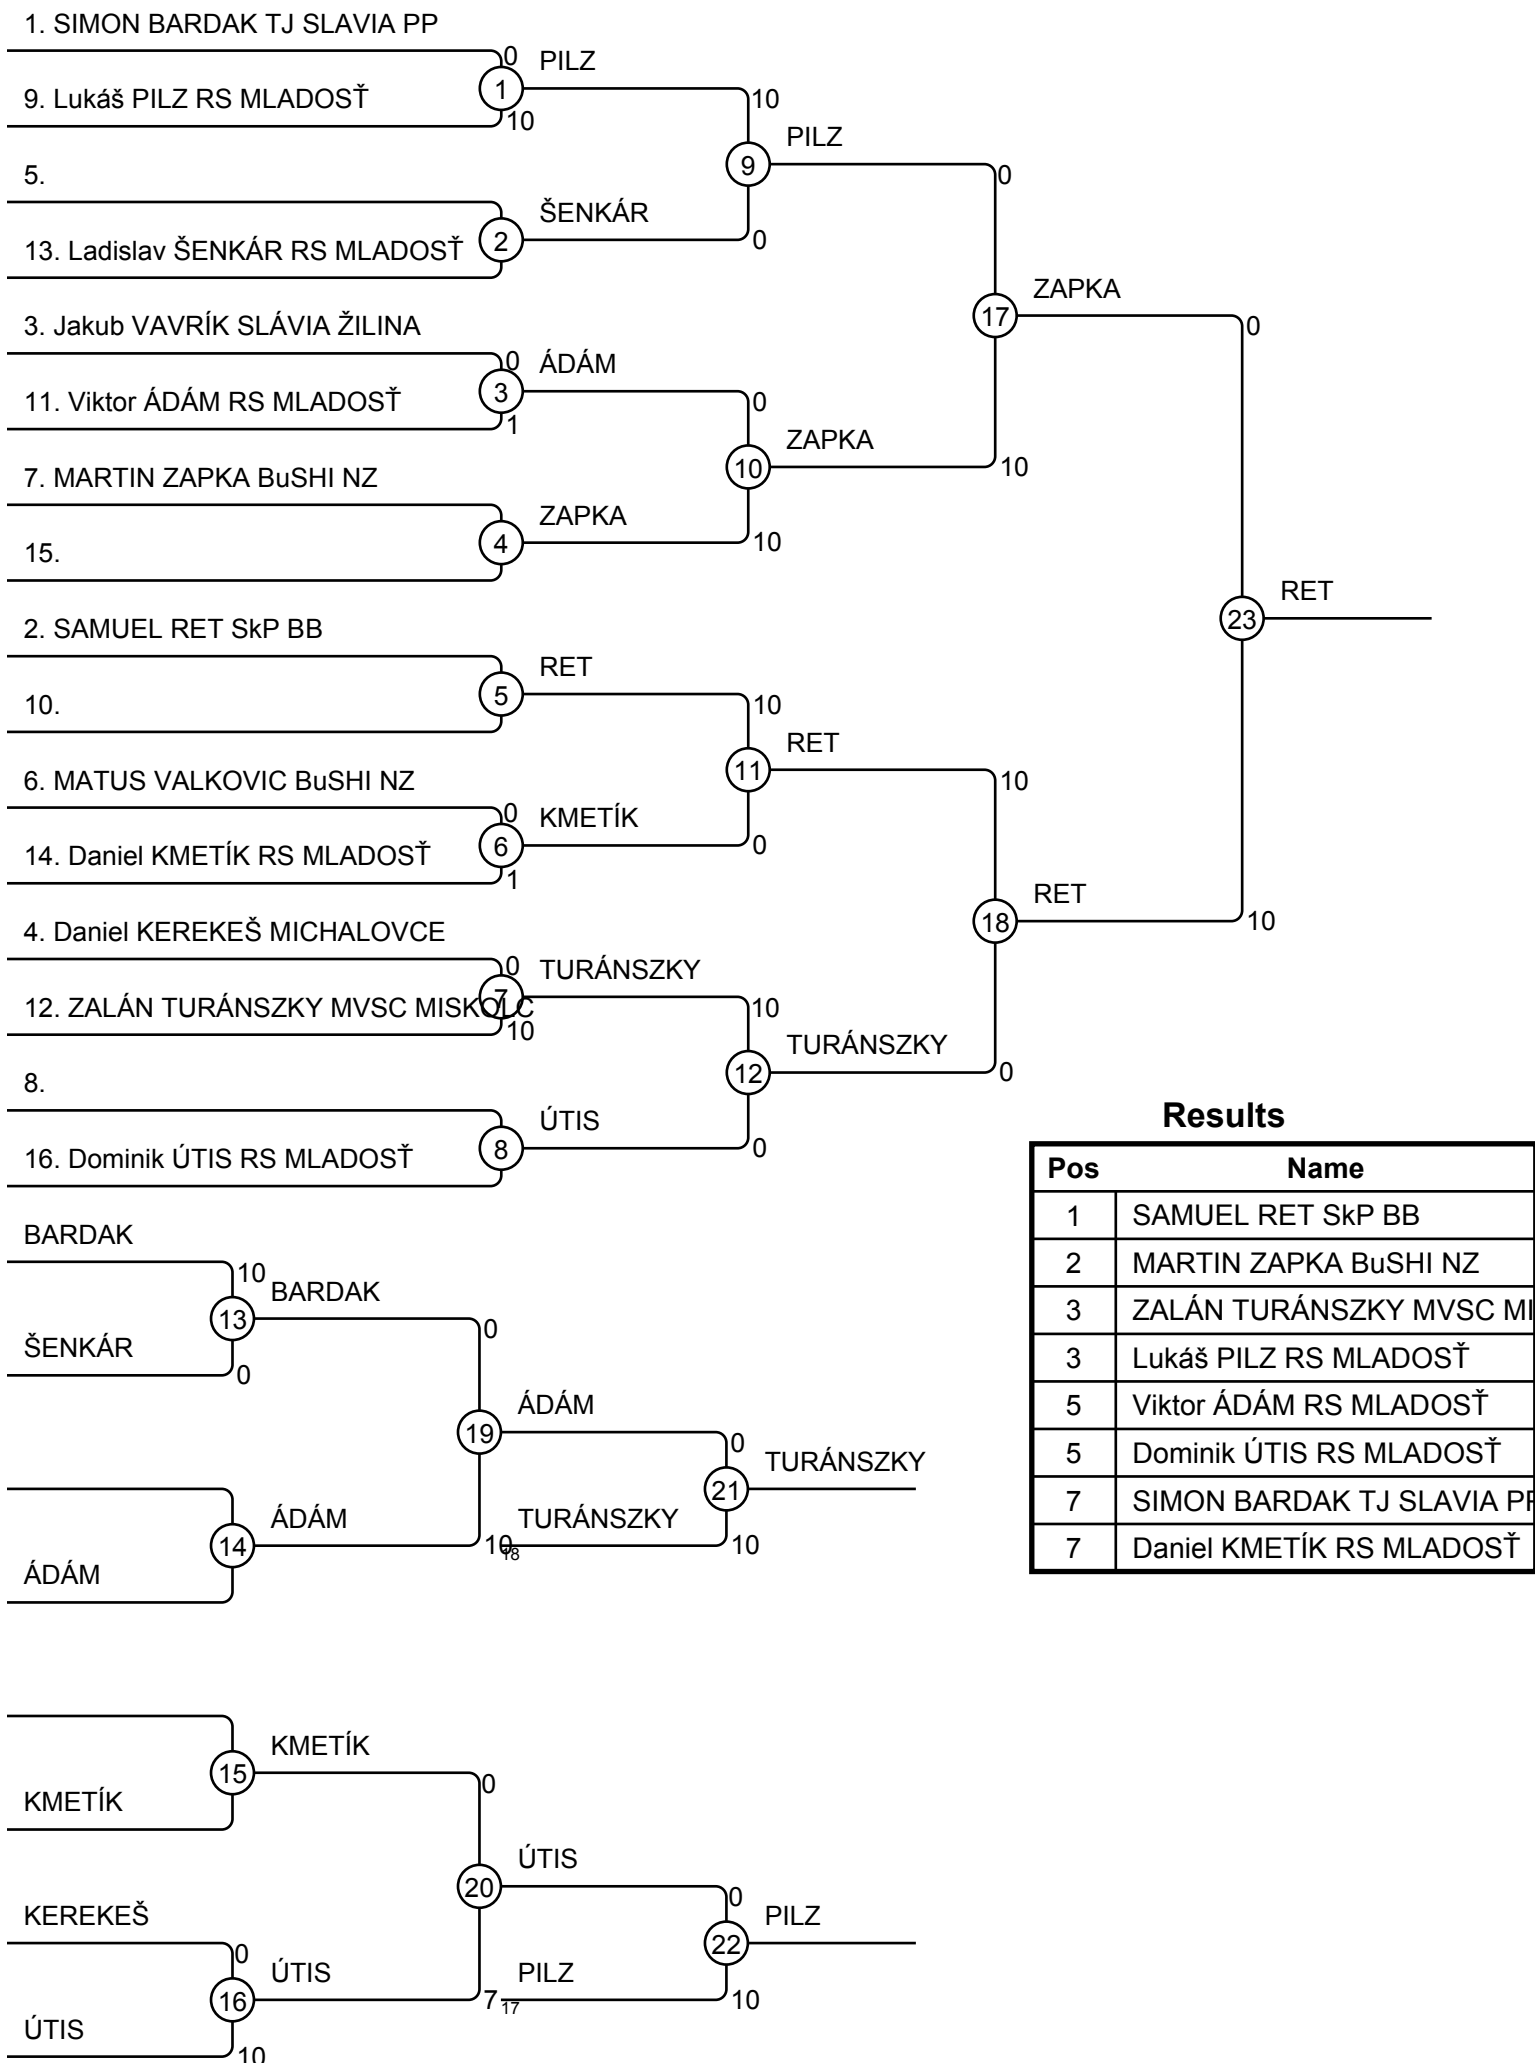 1. SIMON BARDAK TJ SLAVIA PP
0
PILZ
1
9. Lukáš PILZ RS MLADOSŤ
10
10
PILZ
9
5.
0
ŠENKÁR
2
13. Ladislav ŠENKÁR RS MLADOSŤ
0
ZAPKA
17
3. Jakub VAVRÍK SLÁVIA ŽILINA
0
0
ÁDÁM
3
11. Viktor ÁDÁM RS MLADOSŤ
1
0
ZAPKA
10
10
7. MARTIN ZAPKA BuSHI NZ
ZAPKA
4
10
15.
RET
23
2. SAMUEL RET SkP BB
RET
5
10.
10
RET
11
10
6. MATUS VALKOVIC BuSHI NZ
0
KMETÍK
6
0
14. Daniel KMETÍK RS MLADOSŤ
1
RET
18
10
4. Daniel KEREKEŠ MICHALOVCE
0
TURÁNSZKY
7
12. ZALÁN TURÁNSZKY MVSC MISKOLC
10
10
TURÁNSZKY
12
0
8.
ÚTIS
8
0
16. Dominik ÚTIS RS MLADOSŤ
Results
Pos Name
1 SAMUEL RET SkP BB
2 MARTIN ZAPKA BuSHI NZ
3 ZALÁN TURÁNSZKY MVSC MI
3 Lukáš PILZ RS MLADOSŤ
5 Viktor ÁDÁM RS MLADOSŤ
5 Dominik ÚTIS RS MLADOSŤ
7 SIMON BARDAK TJ SLAVIA PP
7 Daniel KMETÍK RS MLADOSŤ
BARDAK
10
BARDAK
13
ŠENKÁR
0
0
ÁDÁM
19
0
TURÁNSZKY
21
ÁDÁM
14
10
18
TURÁNSZKY
10
ÁDÁM
KMETÍK
15
0
KMETÍK
ÚTIS
20
KEREKEŠ
0
0
PILZ
22
ÚTIS
16
7
17
PILZ
10
ÚTIS
10